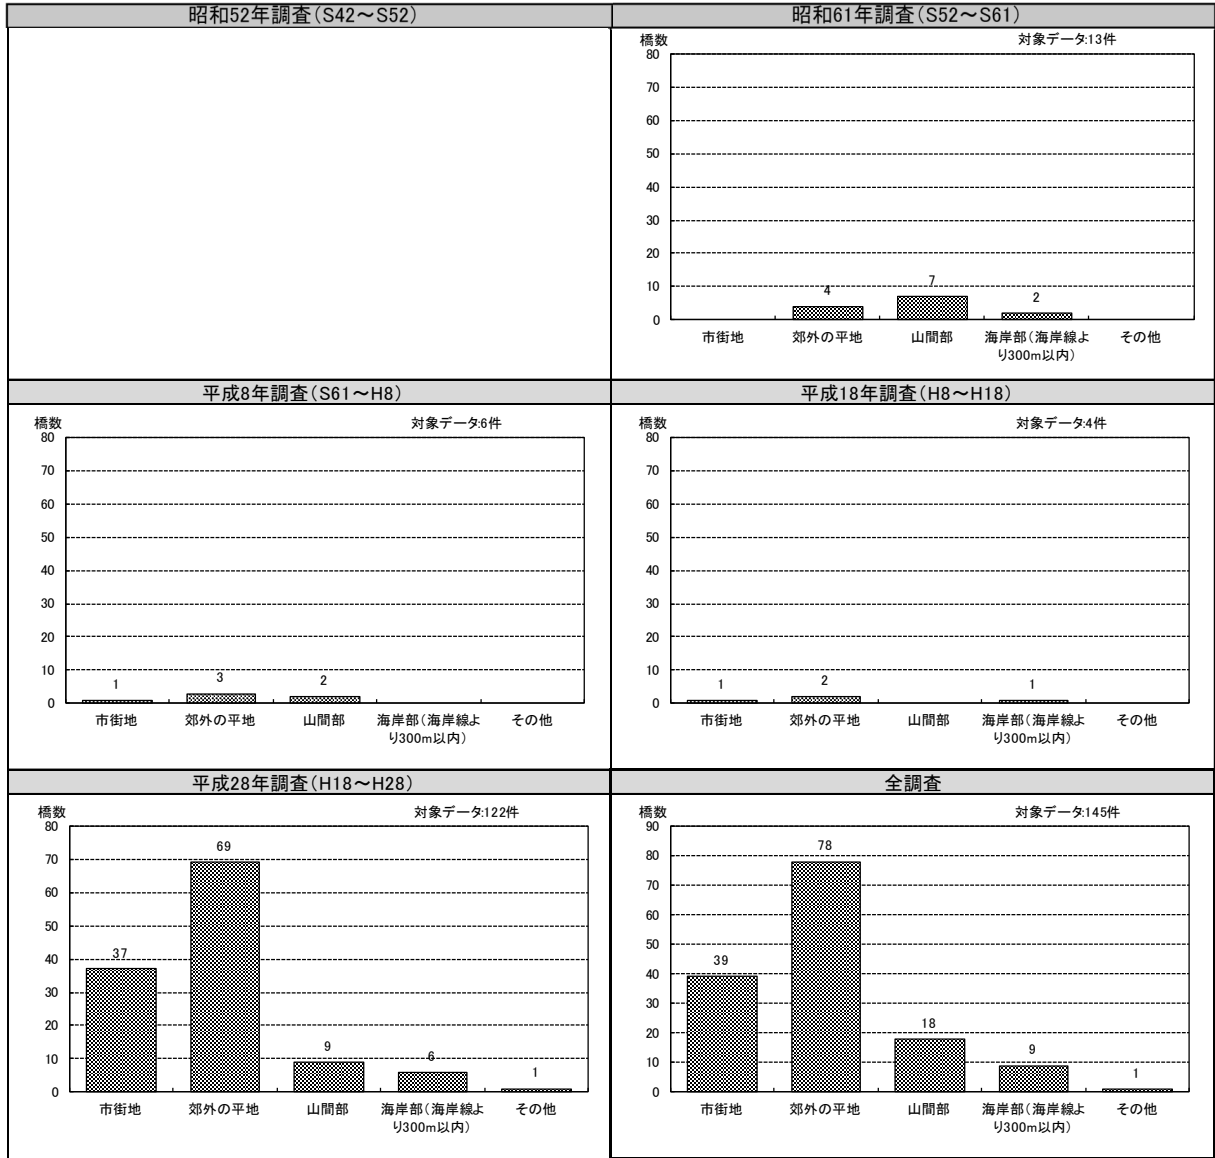 昭和52年調査(S42～S52)
昭和61年調査(S52～S61)
橋数
対象データ:13件
80
70
60
50
40
30
20
10
0
4
7
2
市街地
郊外の平地
山間部
海岸部(海岸線よ
り300m以内)
その他
平成8年調査(S61～H8)
橋数
対象データ:6件
80
70
60
50
40
30
20
10
0
1
3
2
市街地
郊外の平地
山間部
海岸部(海岸線よ
り300m以内)
その他
平成18年調査(H8～H18)
橋数
対象データ:4件
80
70
60
50
40
30
20
10
0
1
2
1
市街地
郊外の平地
山間部
海岸部(海岸線よ
り300m以内)
その他
平成28年調査(H18～H28)
橋数
対象データ:122件
80
70
60
50
40
30
20
10
0
37
69
9
6
1
市街地
郊外の平地
山間部
海岸部(海岸線よ
り300m以内)
その他
全調査
橋数
対象データ:145件
90
80
70
60
50
40
30
20
10
0
39
78
18
9
1
市街地
郊外の平地
山間部
海岸部(海岸線よ
り300m以内)
その他